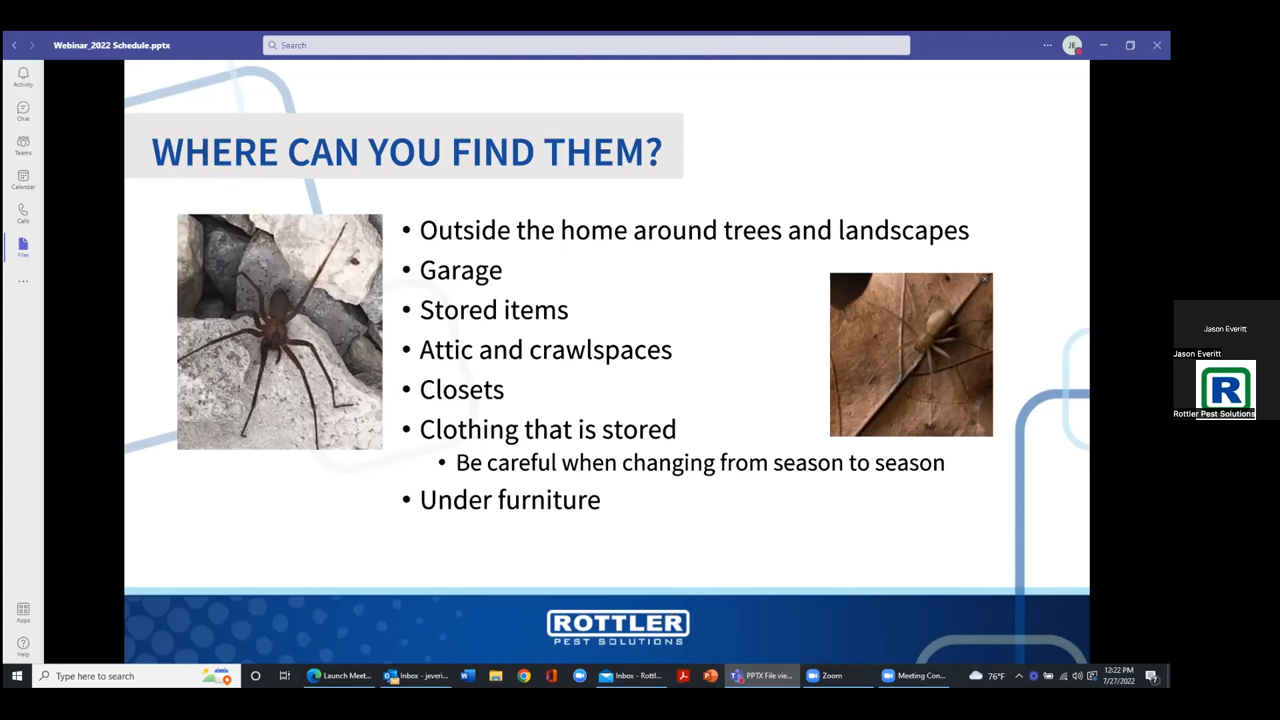 Webinar_2022 Schedule.pptx
Search
JE
Activity
Chat
Teams
Calendar
Calls
Files
Apps
Help
WHERE CAN YOU FIND THEM?
• Outside the home around trees and landscapes
• Garage
• Stored items
• Attic and crawlspaces
• Closets
• Clothing that is stored
• Be careful when changing from season to season
• Under furniture
ROTTLER
PEST SOLUTIONS
Jason Everitt
Jason Everitt
R
Rottler Pest Solutions
Type here to search
Launch Meet...
Inbox - jeveri...
Inbox - Rottl...
PPTX File vie...
Zoom
Meeting Con...
76°F
12:22 PM
7/27/2022